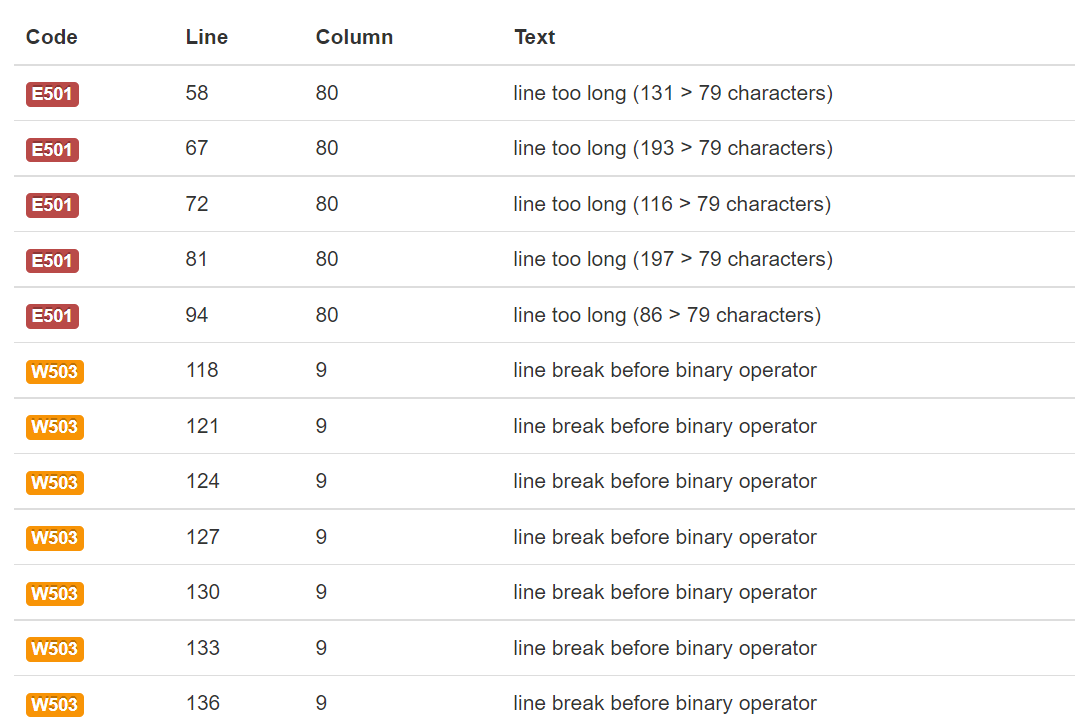 Code Line Column Text
E501 58 80 line too long (131 > 79 characters)
E501 67 80 line too long (193 > 79 characters)
E501 72 80 line too long (116 > 79 characters)
E501 81 80 line too long (197 > 79 characters)
E501 94 80 line too long (86 > 79 characters)
W503 118 9 line break before binary operator
W503 121 9 line break before binary operator
W503 124 9 line break before binary operator
W503 127 9 line break before binary operator
W503 130 9 line break before binary operator
W503 133 9 line break before binary operator
W503 136 9 line break before binary operator